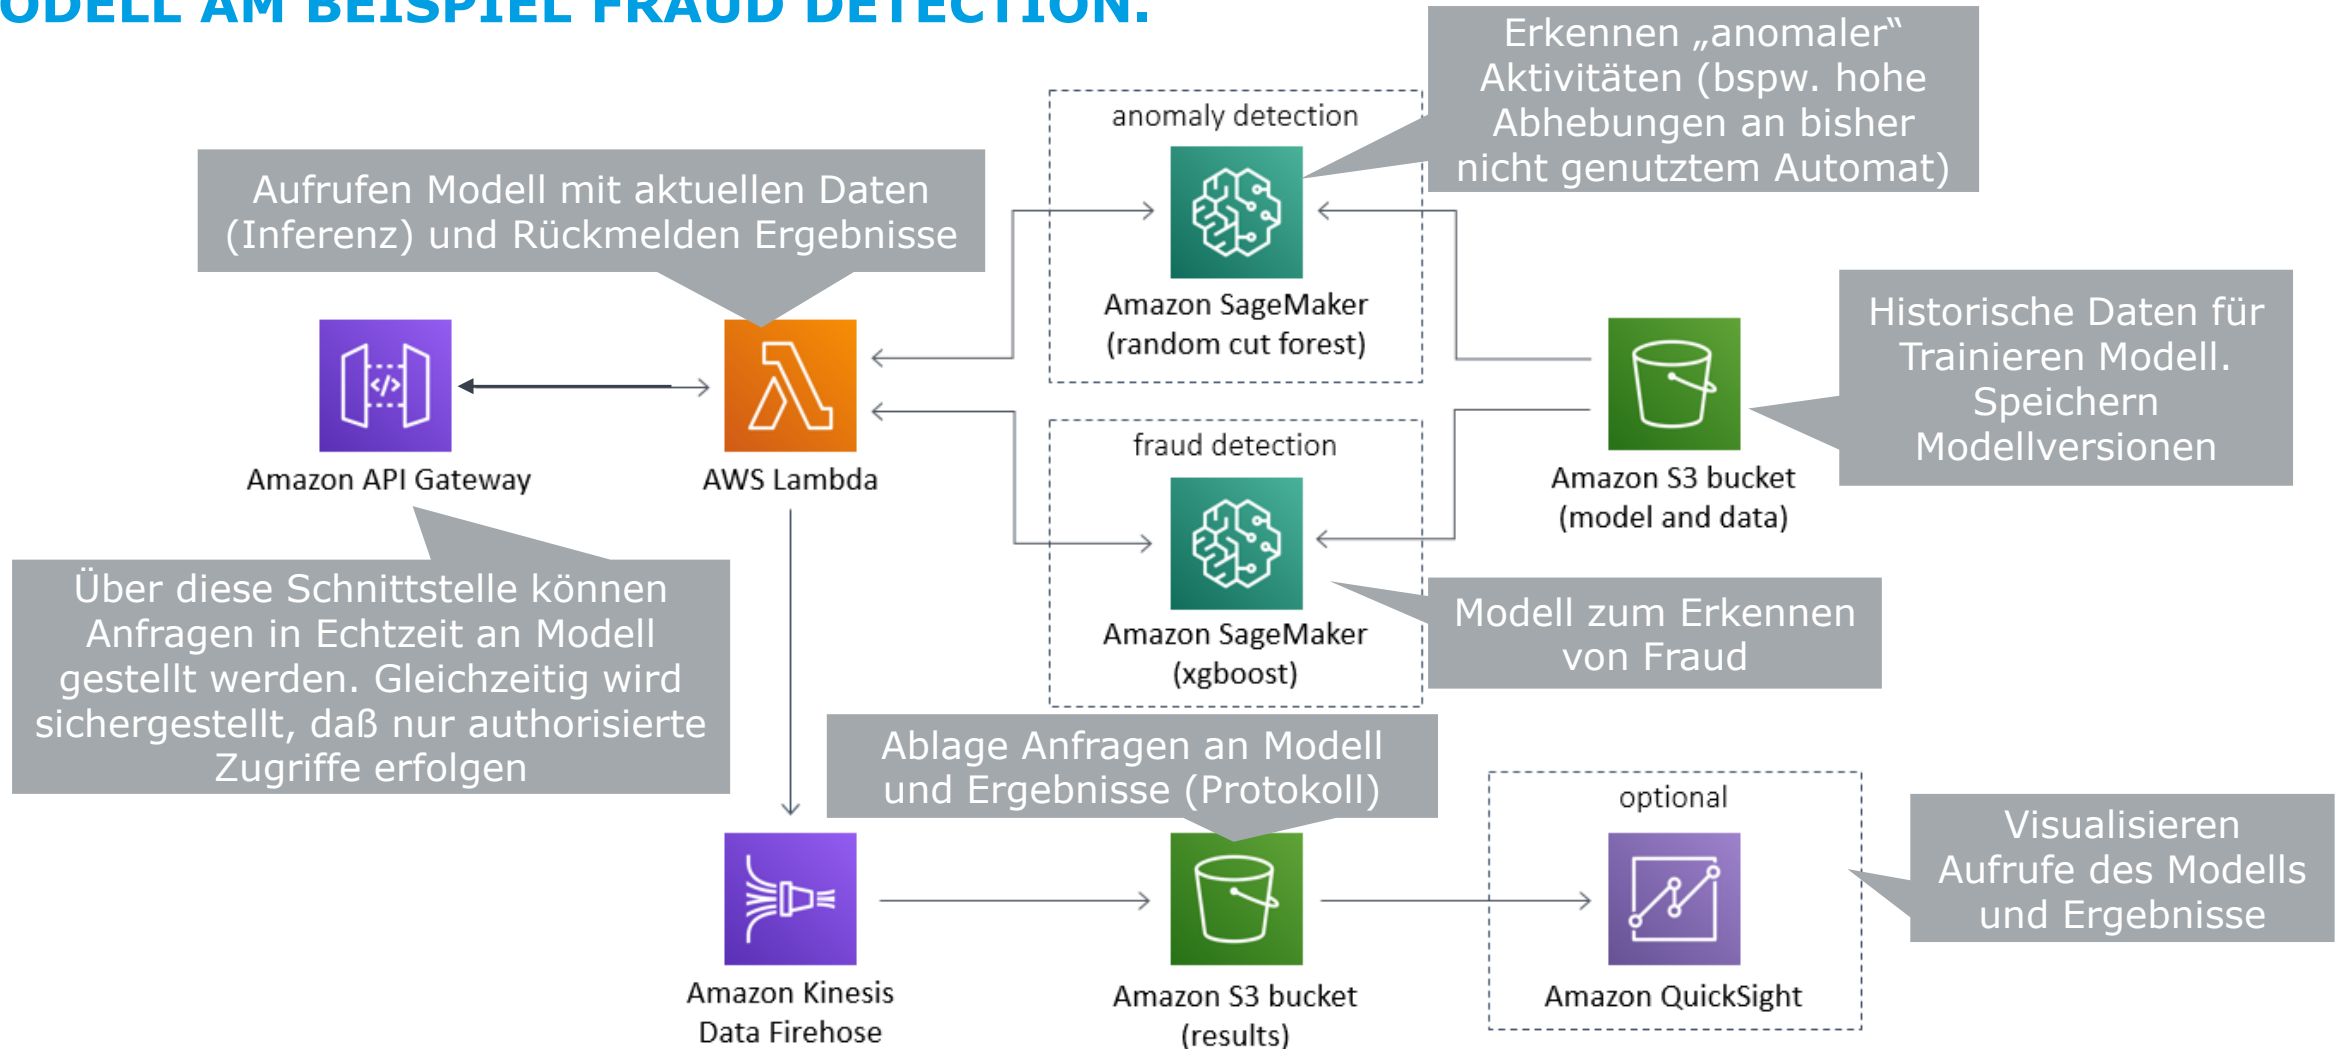 ODELL AM BEISPIEL FRAUD DETECTION.
Erkennen „anomaler“
Aktivitäten (bspw. hohe
Abhebungen an bisher
nicht genutztem Automat)
anomaly detection
Aufrufen Modell mit aktuellen Daten
(Inferenz) und Rückmelden Ergebnisse
Amazon SageMaker
(random cut forest)
Historische Daten für
Trainieren Modell.
Speichern
Modellversionen
Amazon API Gateway
AWS Lambda
fraud detection
Amazon S3 bucket
(model and data)
Über diese Schnittstelle können
Anfragen in Echtzeit an Modell
gestellt werden. Gleichzeitig wird
sichergestellt, daß nur authorisierte
Zugriffe erfolgen
Amazon SageMaker
(xgboost)
Modell zum Erkennen
von Fraud
Ablage Anfragen an Modell
und Ergebnisse (Protokoll)
optional
Visualisieren
Aufrufe des Modells
und Ergebnisse
Amazon Kinesis
Data Firehose
Amazon S3 bucket
(results)
Amazon QuickSight